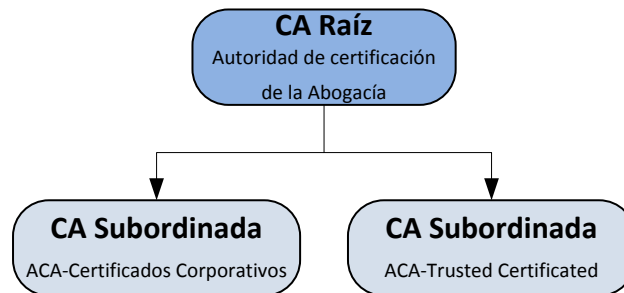 CA Raíz
Autoridad de certificación
de la Abogacía
CA Subordinada
ACA-Certificados Corporativos
CA Subordinada
ACA-Trusted Certificated